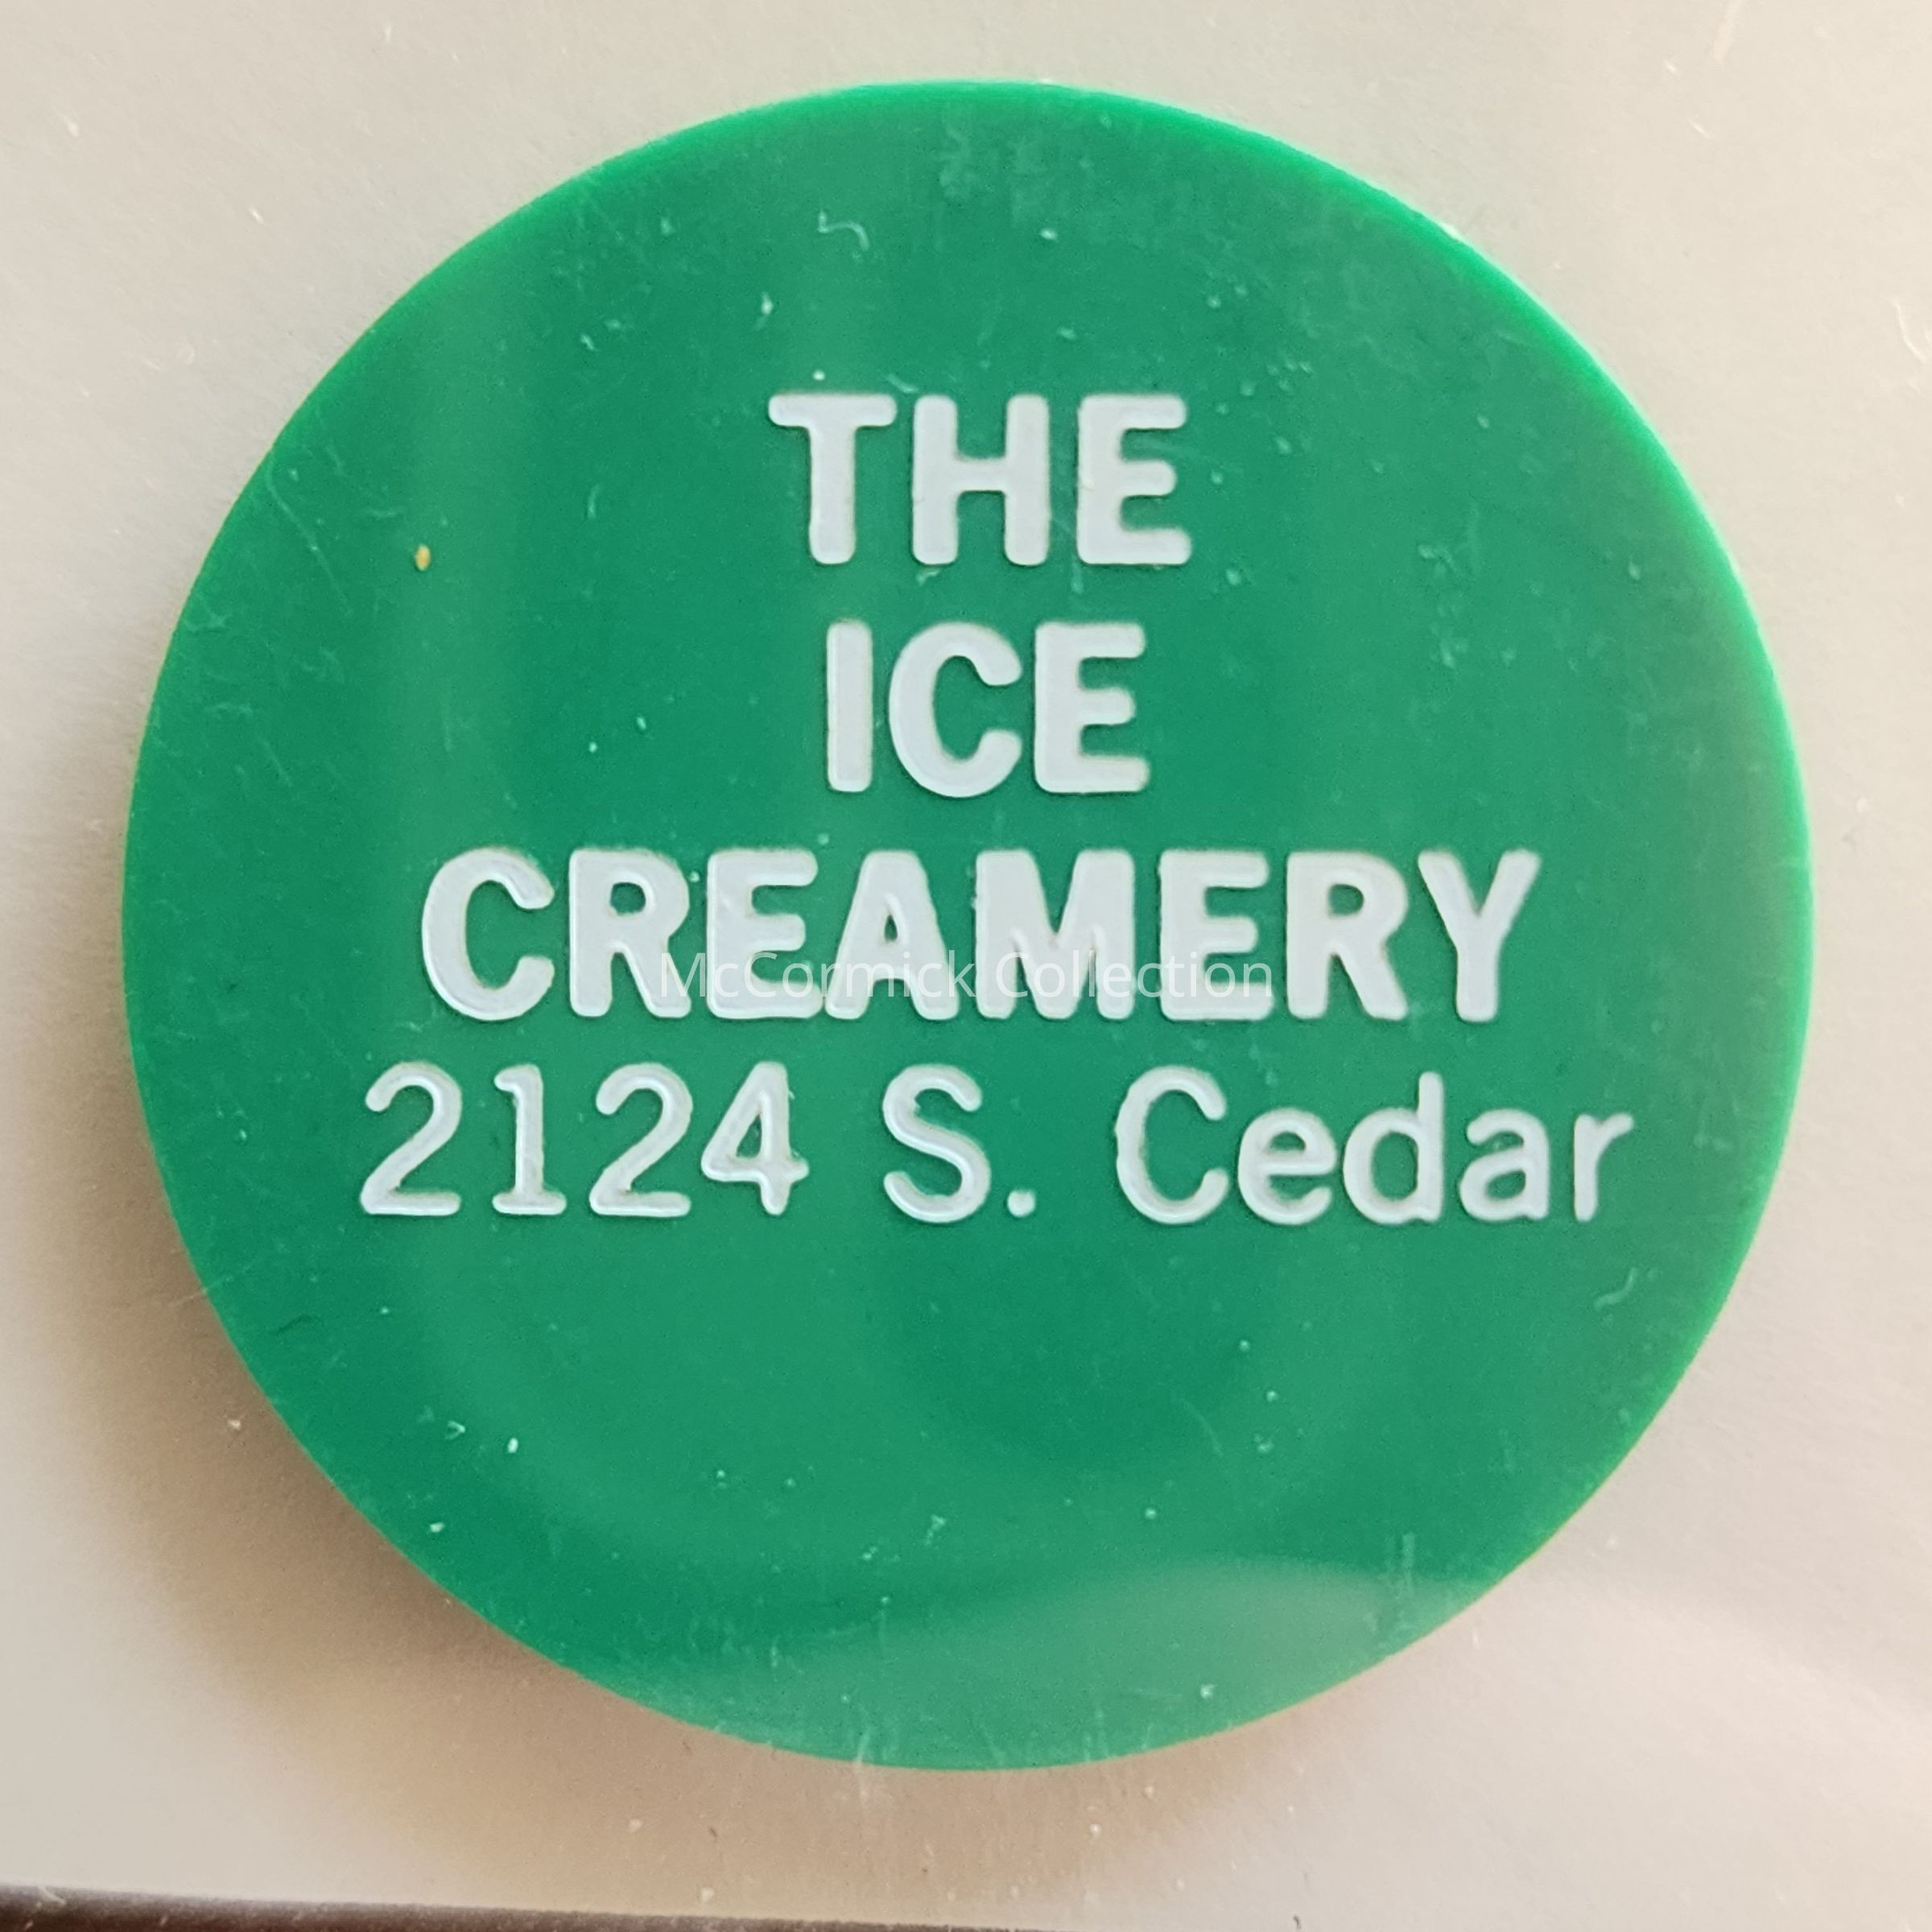 THE
ICE
CREAMERY
McCormick Collection
2124 S. Cedar